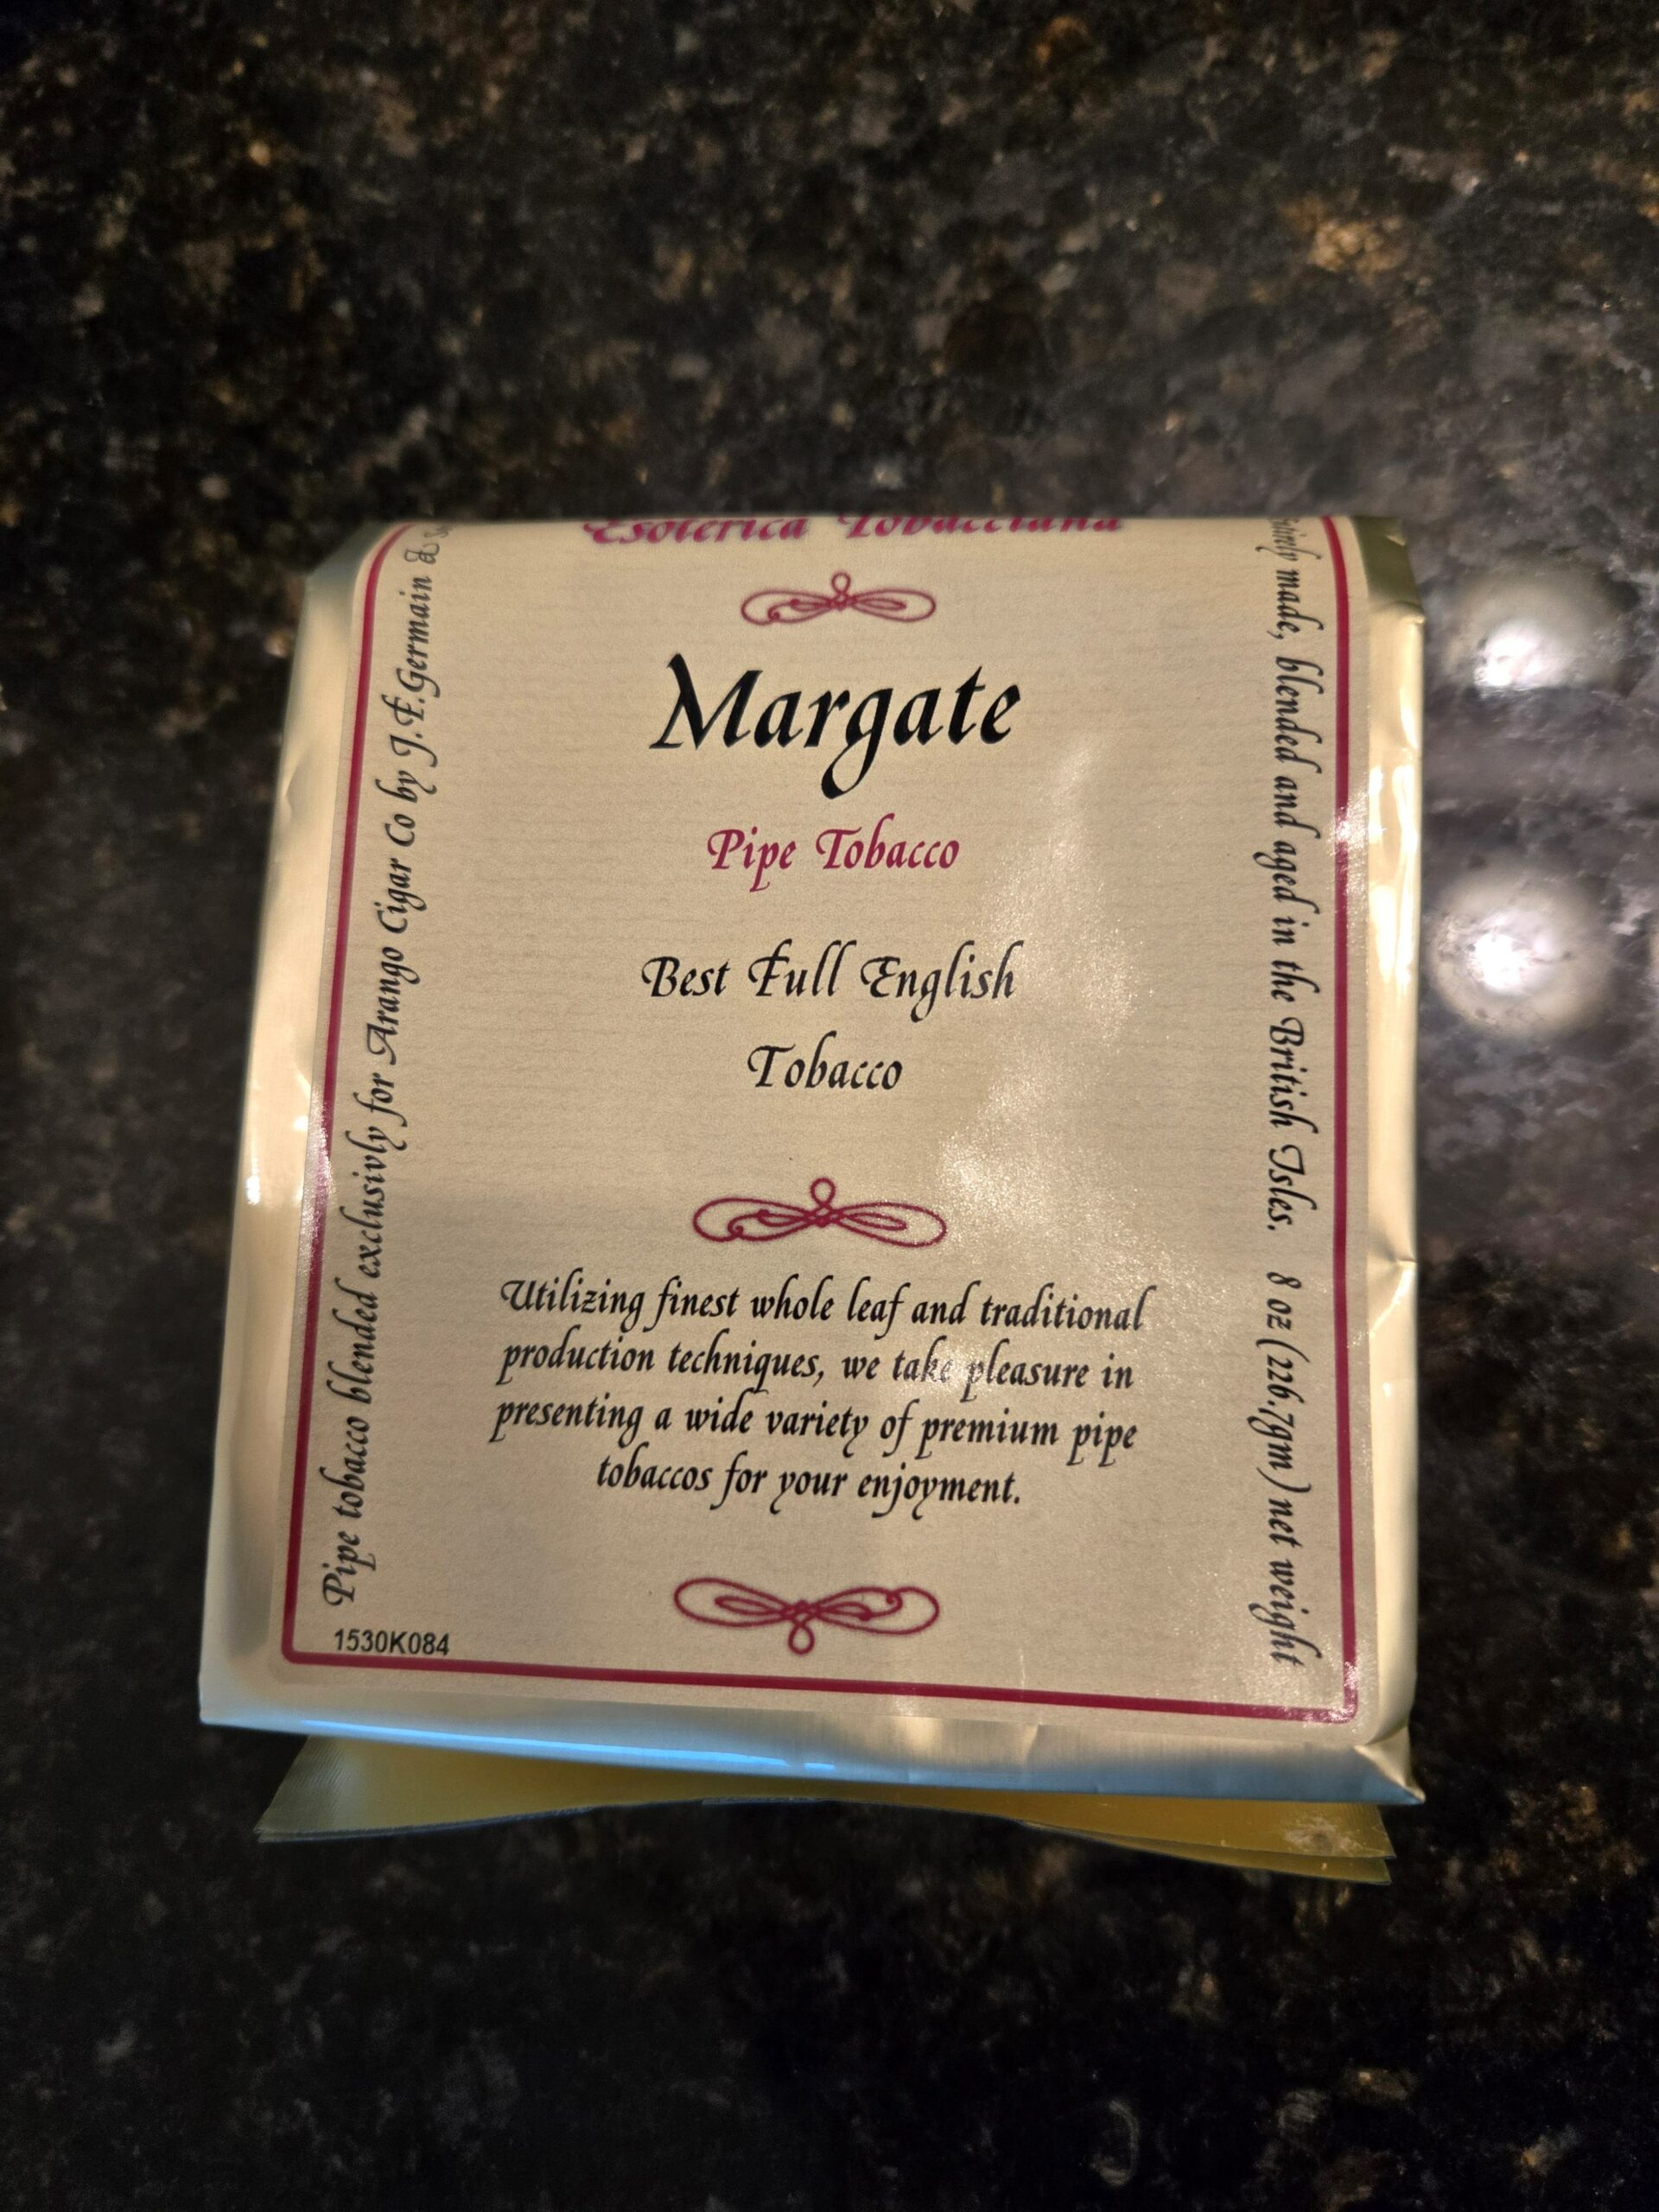 Esoterica Tobacciana
Margate
Pipe Tobacco
Best Full English
Tobacco
Utilizing finest whole leaf and traditional
production techniques, we take pleasure in
presenting a wide variety of premium pipe
tobaccos for your enjoyment.
Pipe tobacco blended exclusivly for Arango Cigar Co by J.F.Germain &
made, blended and aged in the British Isles. 8 oz (226.7gm) net weight
1530K084